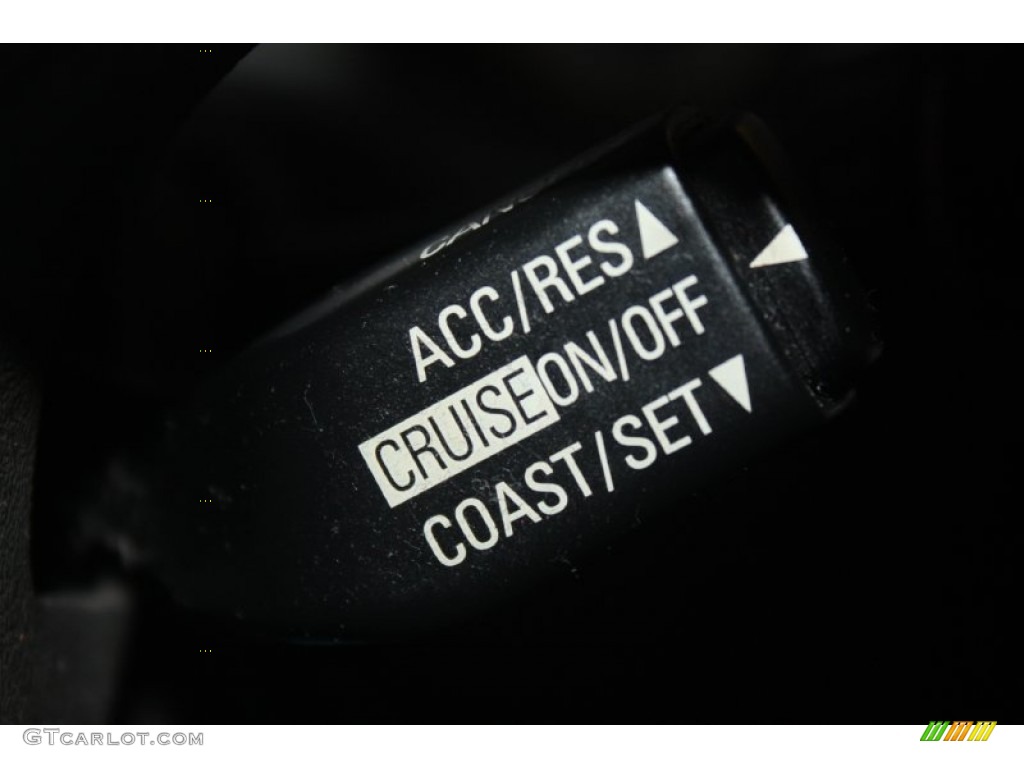 ACC/RES▲
CRUISE ON/OFF
COAST/SET▼
GTCARLOT.COM